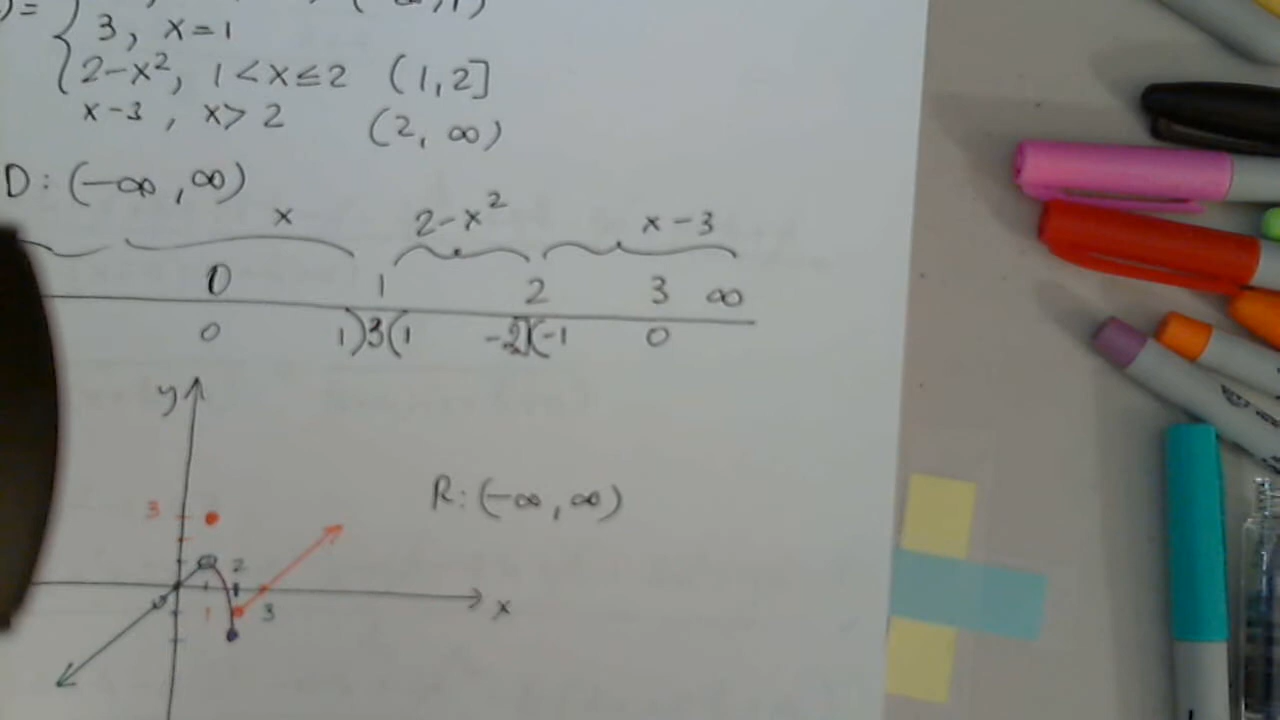 3, x=1
2-x², 1<x≤2 (1,2]
x-3, x>2 (2, ∞)
D: (-∞, ∞)
x 2-x² x-3
0 1 2 3 ∞
0 1)3(1 -2](-1 0
y
R: (-∞, ∞)
3
2
1 3
x